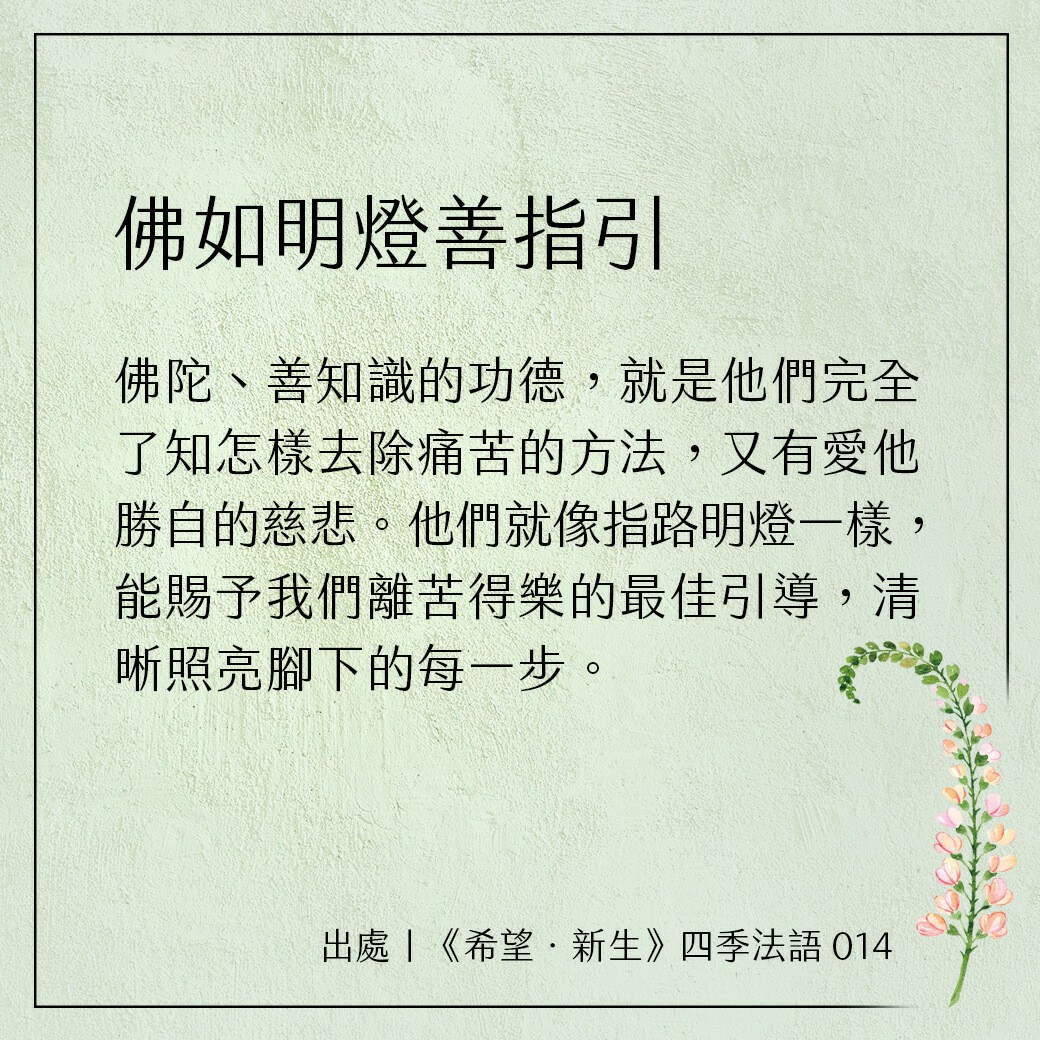 佛如明燈善指引
佛陀、善知識的功德，就是他們完全
了知怎樣去除痛苦的方法，又有愛他
勝自的慈悲。他們就像指路明燈一樣，
能賜予我們離苦得樂的最佳引導，清
晰照亮腳下的每一步。
出處｜《希望．新生》四季法語 014